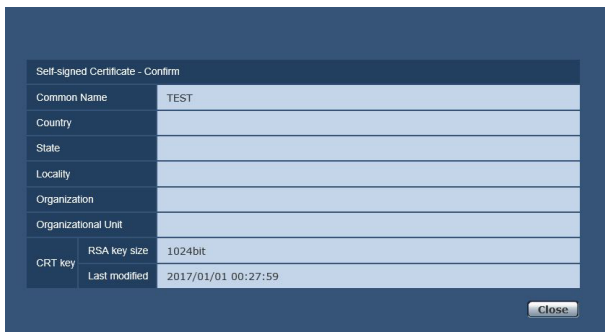 Self-signed Certificate - Confirm
Common Name TEST
Country
State
Locality
Organization
Organizational Unit
CRT key
RSA key size 1024bit
Last modified 2017/01/01 00:27:59
Close